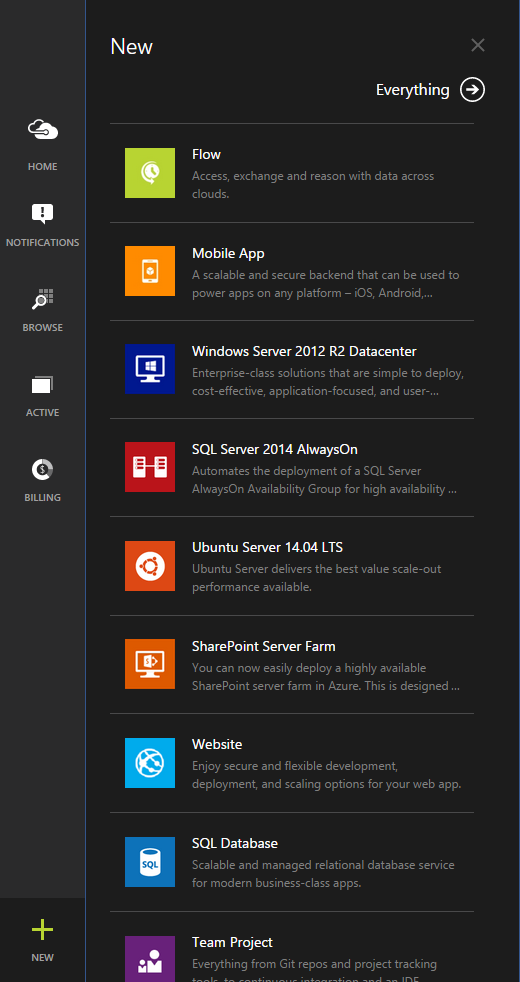 New
Everything
HOME
NOTIFICATIONS
BROWSE
ACTIVE
BILLING
NEW
Flow
Access, exchange and reason with data across
clouds.
Mobile App
A scalable and secure backend that can be used to
power apps on any platform – iOS, Android,...
Windows Server 2012 R2 Datacenter
Enterprise-class solutions that are simple to deploy,
cost-effective, application-focused, and user-...
SQL Server 2014 AlwaysOn
Automates the deployment of a SQL Server
AlwaysOn Availability Group for high availability ...
Ubuntu Server 14.04 LTS
Ubuntu Server delivers the best value scale-out
performance available.
SharePoint Server Farm
You can now easily deploy a highly available
SharePoint server farm in Azure. This is designed ...
Website
Enjoy secure and flexible development,
deployment, and scaling options for your web app.
SQL
SQL Database
Scalable and managed relational database service
for modern business-class apps.
Team Project
Everything from Git repos and project tracking
tools, to continuous integration and an IDE